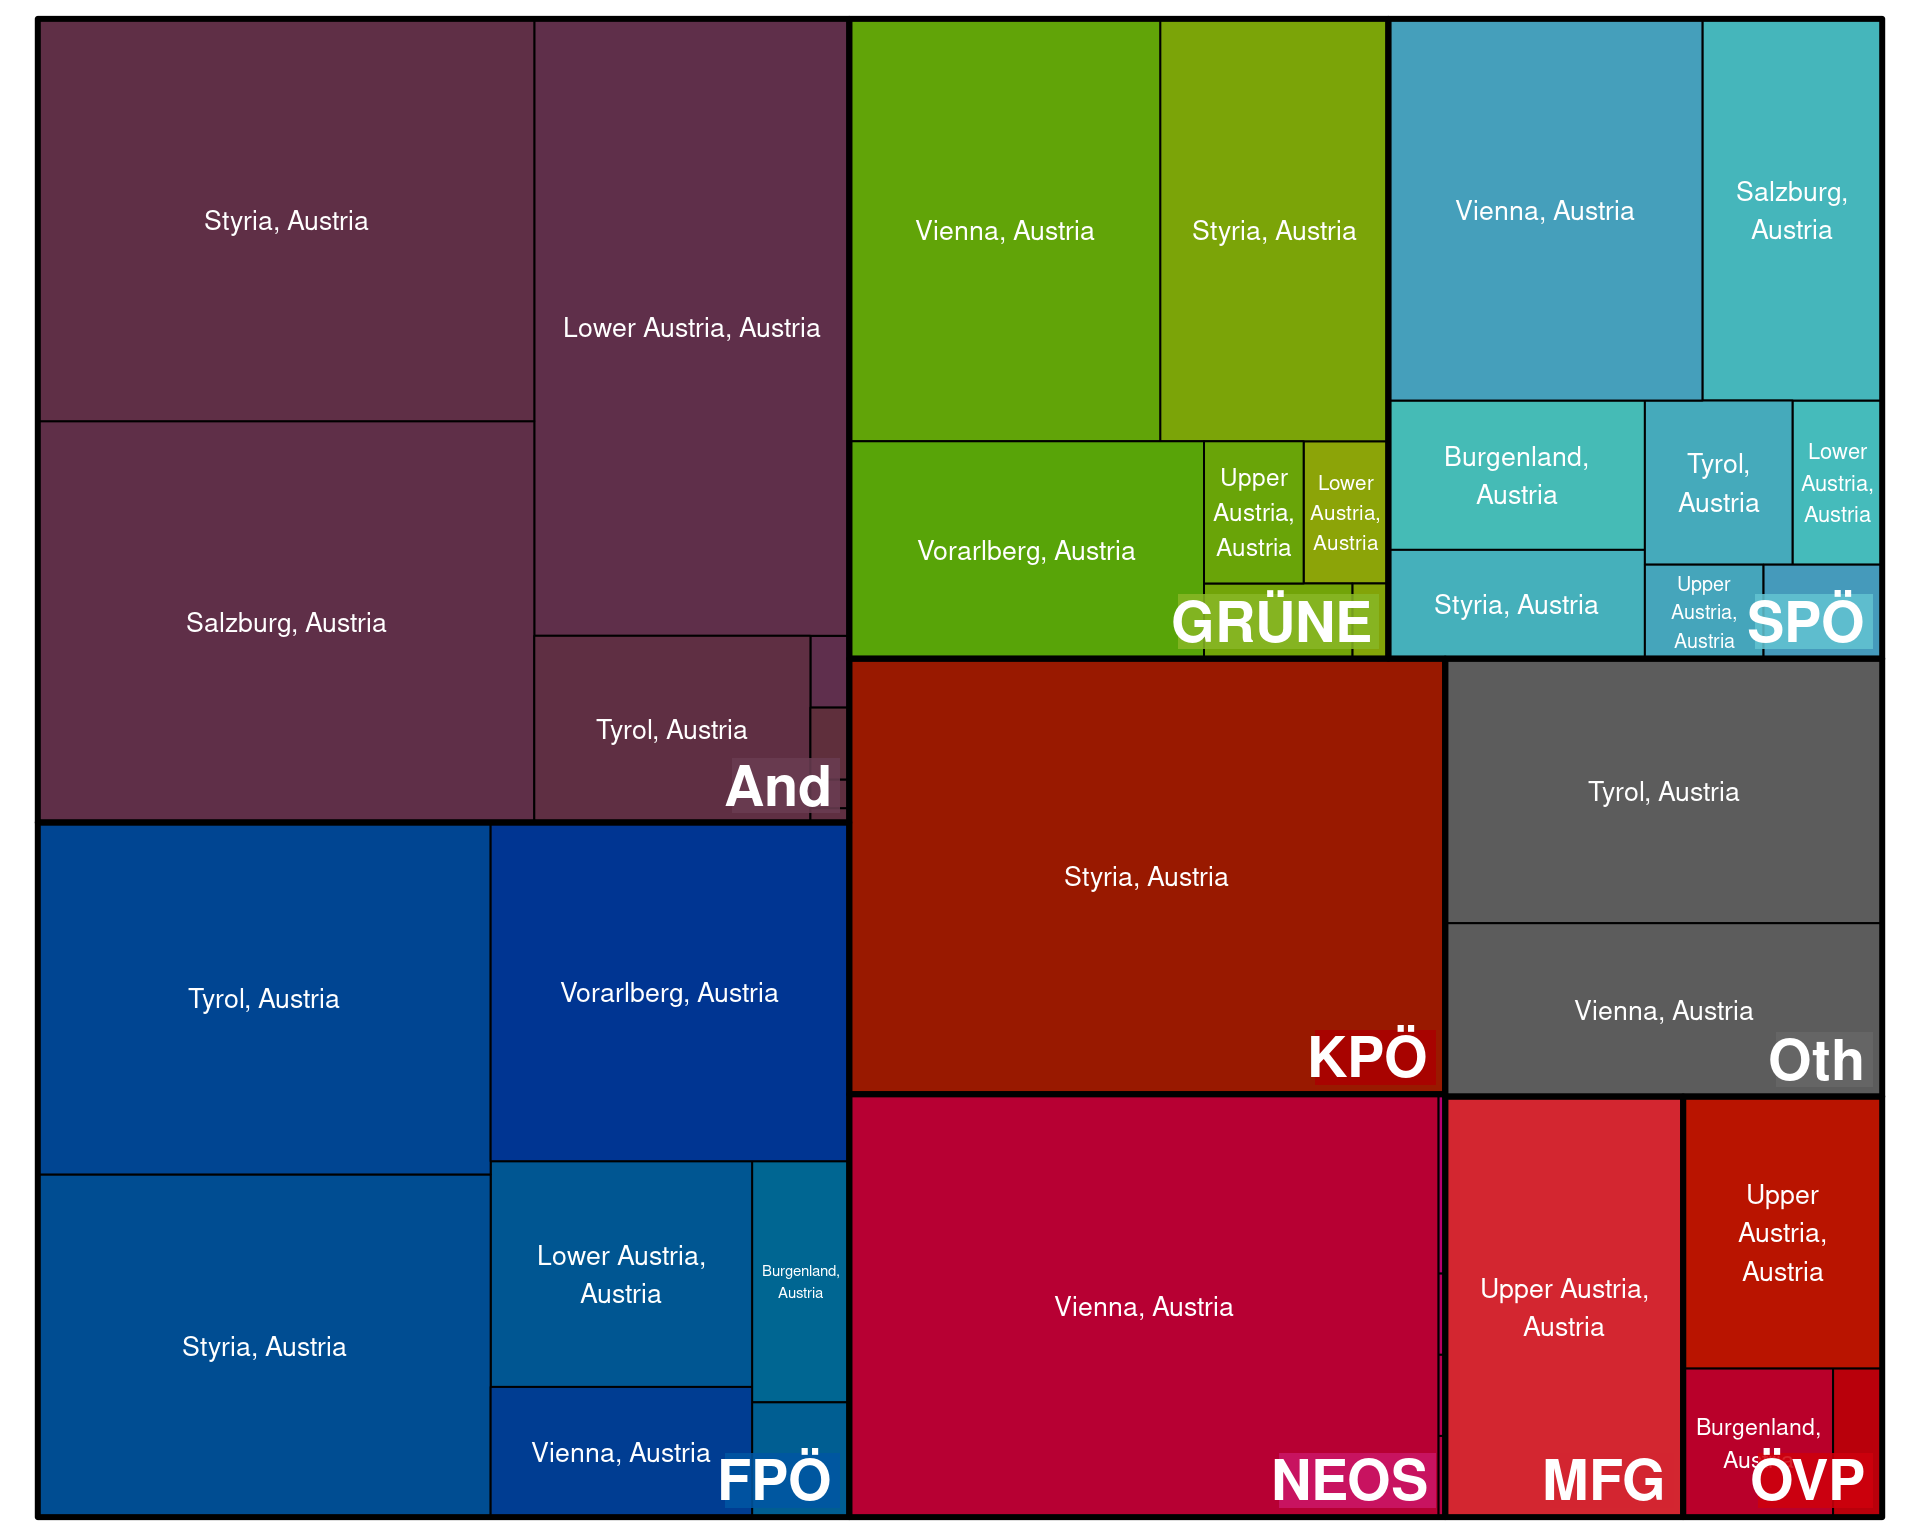 Styria, Austria
Lower Austria, Austria
Salzburg, Austria
Tyrol, Austria
And
Vienna, Austria
Styria, Austria
Vorarlberg, Austria
Upper
Austria,
Austria
Lower
Austria,
Austria
GRÜNE
Vienna, Austria
Salzburg,
Austria
Burgenland,
Austria
Tyrol,
Austria
Lower
Austria,
Austria
Styria, Austria
Upper
Austria,
Austria
SPÖ
Tyrol, Austria
Vorarlberg, Austria
Styria, Austria
Lower Austria,
Austria
Burgenland,
Austria
Vienna, Austria
FPÖ
Styria, Austria
KPÖ
Tyrol, Austria
Vienna, Austria
Oth
Vienna, Austria
NEOS
Upper Austria,
Austria
MFG
Upper
Austria,
Austria
Burgenland,
ÖVP